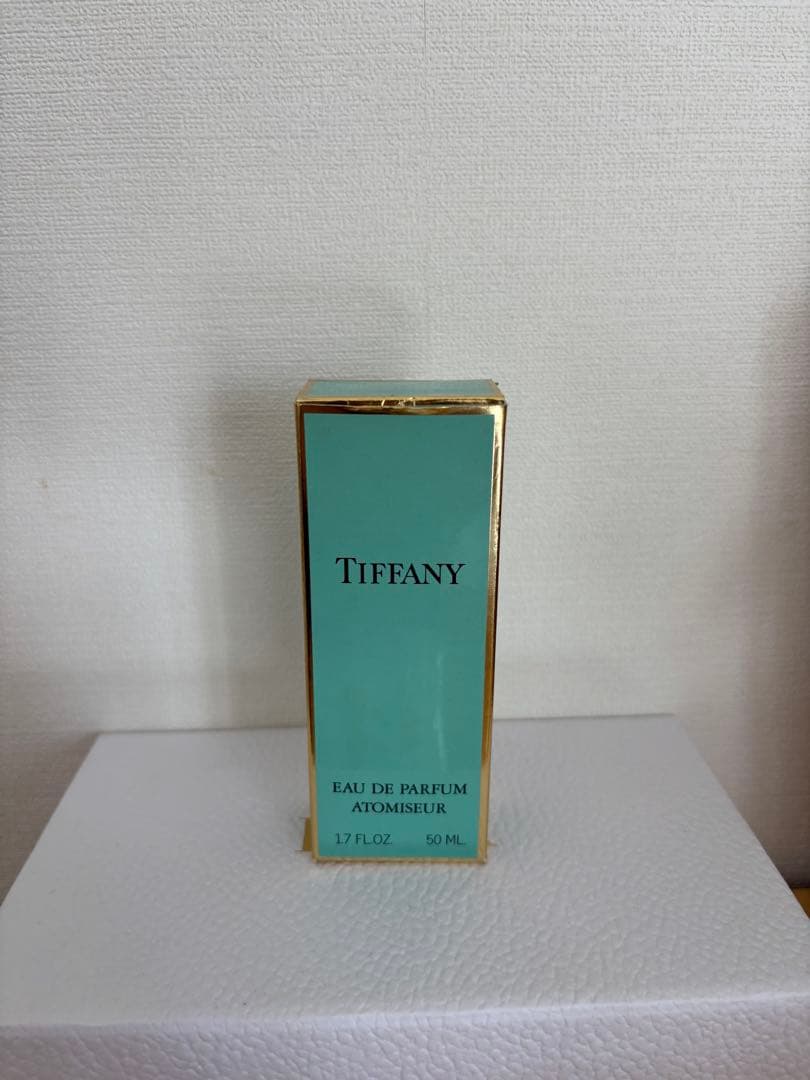 TIFFANY
EAU DE PARFUM
ATOMISEUR
1.7 FL.OZ. 50 ML.